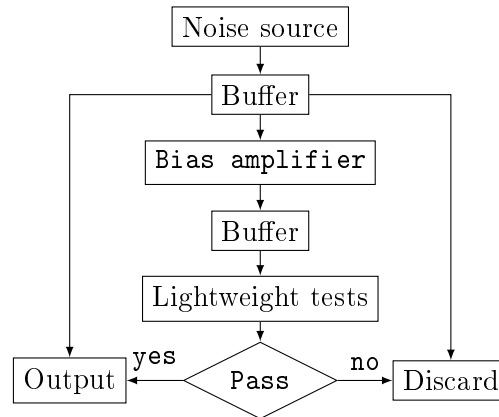 Noise source
Buffer
Bias amplifier
Buffer
Lightweight tests
yes
no
Output
Pass
Discard